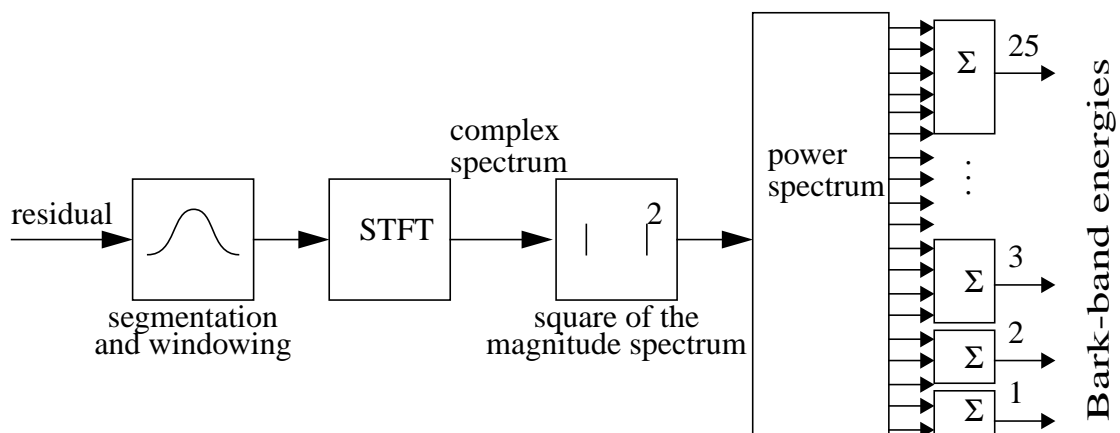 residual
segmentation
and windowing
STFT
complex
spectrum
| |2
square of the
magnitude spectrum
power
spectrum
Σ
25
⋮
Σ
3
Σ
2
Σ
1
Bark-band energies